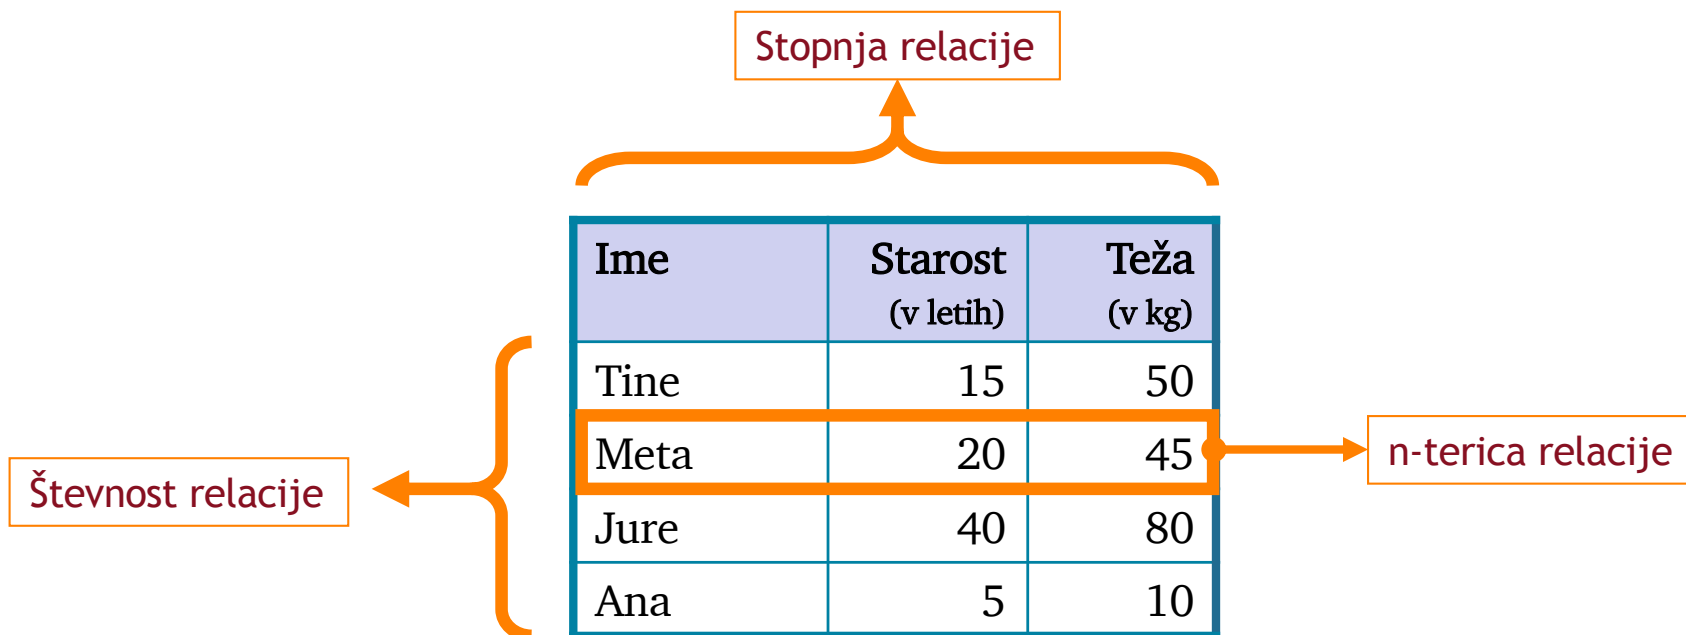 Stopnja relacije
Ime Starost Teža
(v letih) (v kg)
Tine 15 50
Meta 20 45
n-terica relacije
Števnost relacije
Jure 40 80
Ana 5 10